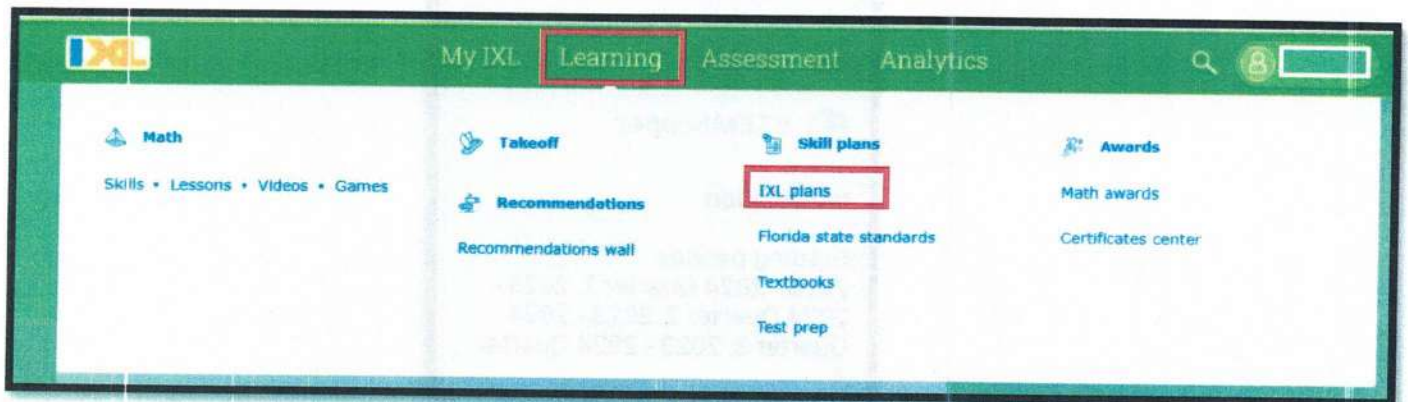 IXL
My IXL Learning Assessment Analytics
Math
Skills • Lessons • Videos • Games
Takeoff
Recommendations
Recommendations wall
Skill plans
IXL plans
Florida state standards
Textbooks
Test prep
Awards
Math awards
Certificates center